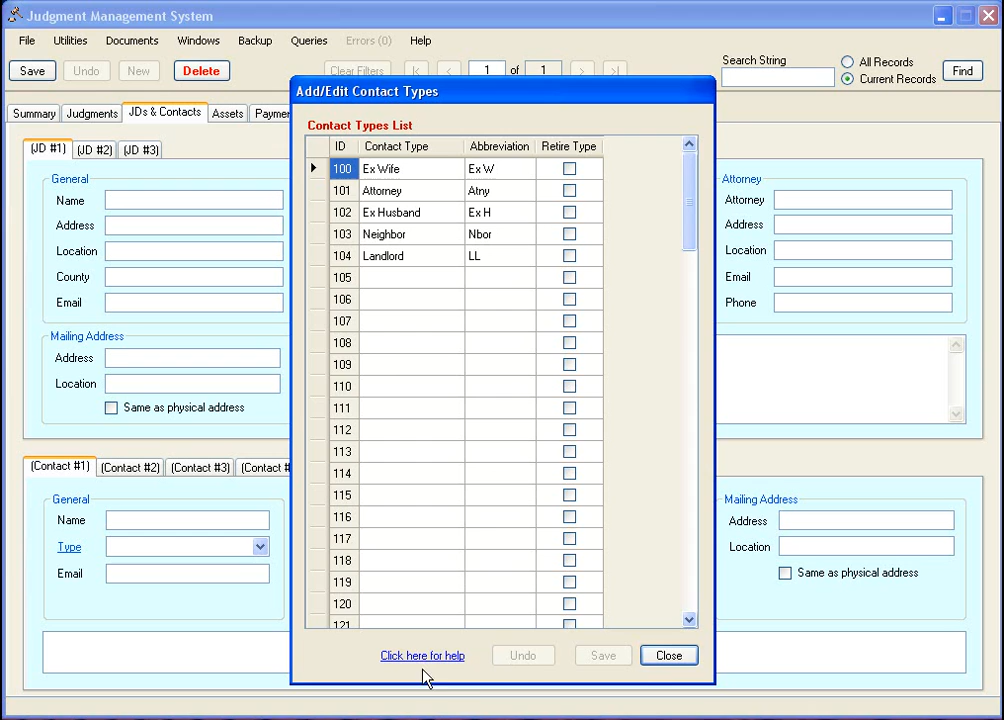 Judgment Management System
File Utilities Documents Windows Backup Queries Errors (0) Help
Save Undo New Delete Clear Filters 1 of 1
Search String
All Records
Current Records
Find
Summary Judgments JDs & Contacts Assets
Add/Edit Contact Types
Contact Types List
ID Contact Type Abbreviation Retire Type
100 Ex Wife Ex W
101 Attorney Atny
102 Ex Husband Ex H
103 Neighbor Nbor
104 Landlord LL
105
106
107
108
109
110
111
112
113
114
115
116
117
118
119
120
121
Click here for help Undo Save Close
(JD #1) (JD #2) (JD #3)
General
Name
Address
Location
County
Email
Mailing Address
Address
Location
Same as physical address
Attorney
Attorney
Address
Location
Email
Phone
(Contact #1) (Contact #2) (Contact #3) (Contact #
General
Name
Type
Email
Mailing Address
Address
Location
Same as physical address